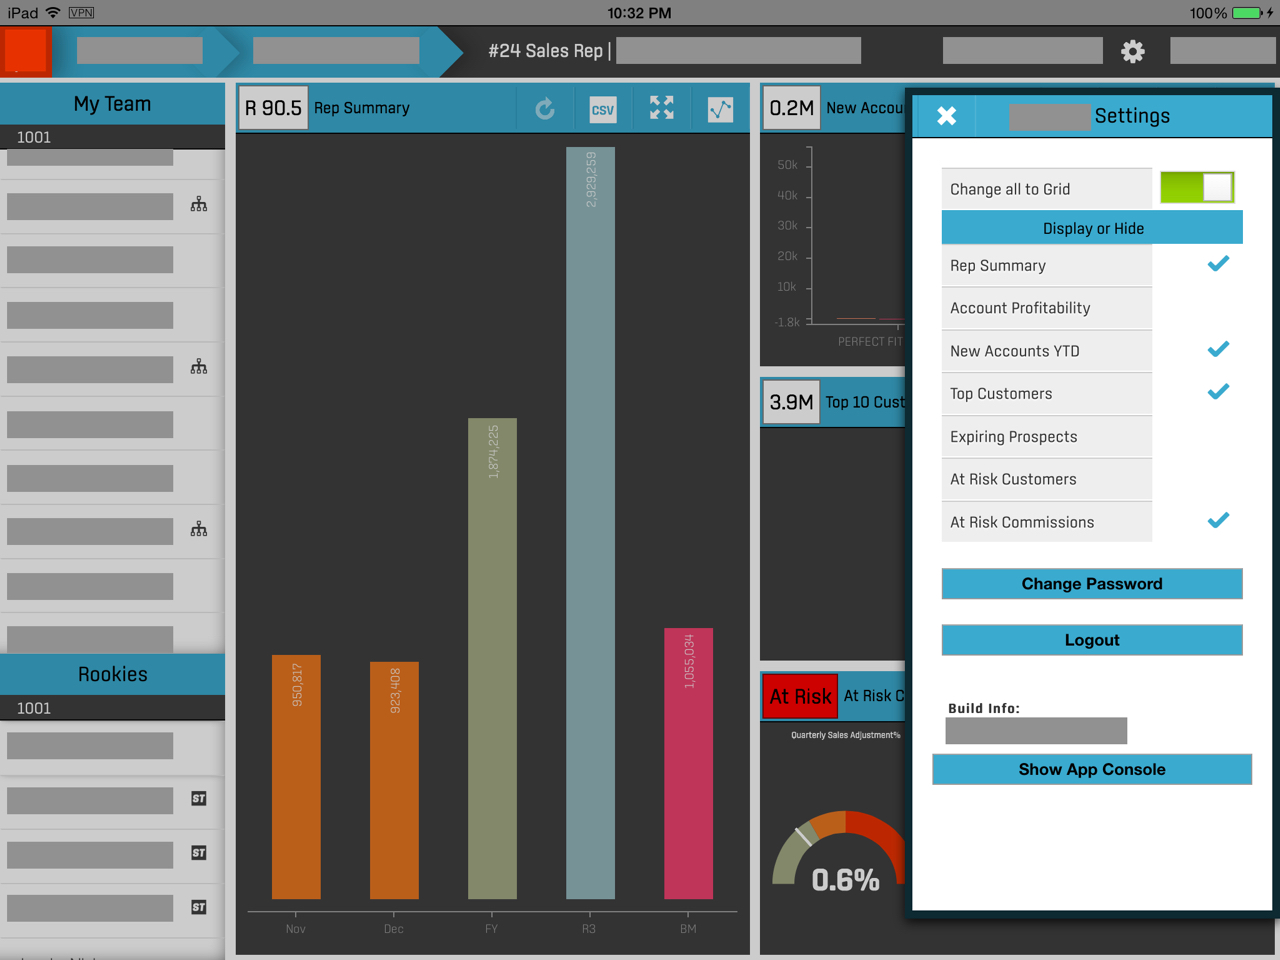 iPad VPN 10:32 PM 100%
#24 Sales Rep |
My Team
1001
Rookies
1001
ST
ST
ST
R 90.5 Rep Summary CSV
2,929,259
1,874,225
1,055,034
950,817
923,408
Nov Dec FY R3 BM
0.2M New Accou
50k
40k
30k
20k
10k
-1.8k
PERFECT FIT
3.9M Top 10 Cust
At Risk At Risk C
Quarterly Sales Adjustment%
0.6%
Settings
Change all to Grid
Display or Hide
Rep Summary
Account Profitability
New Accounts YTD
Top Customers
Expiring Prospects
At Risk Customers
At Risk Commissions
Change Password
Logout
Build Info:
Show App Console